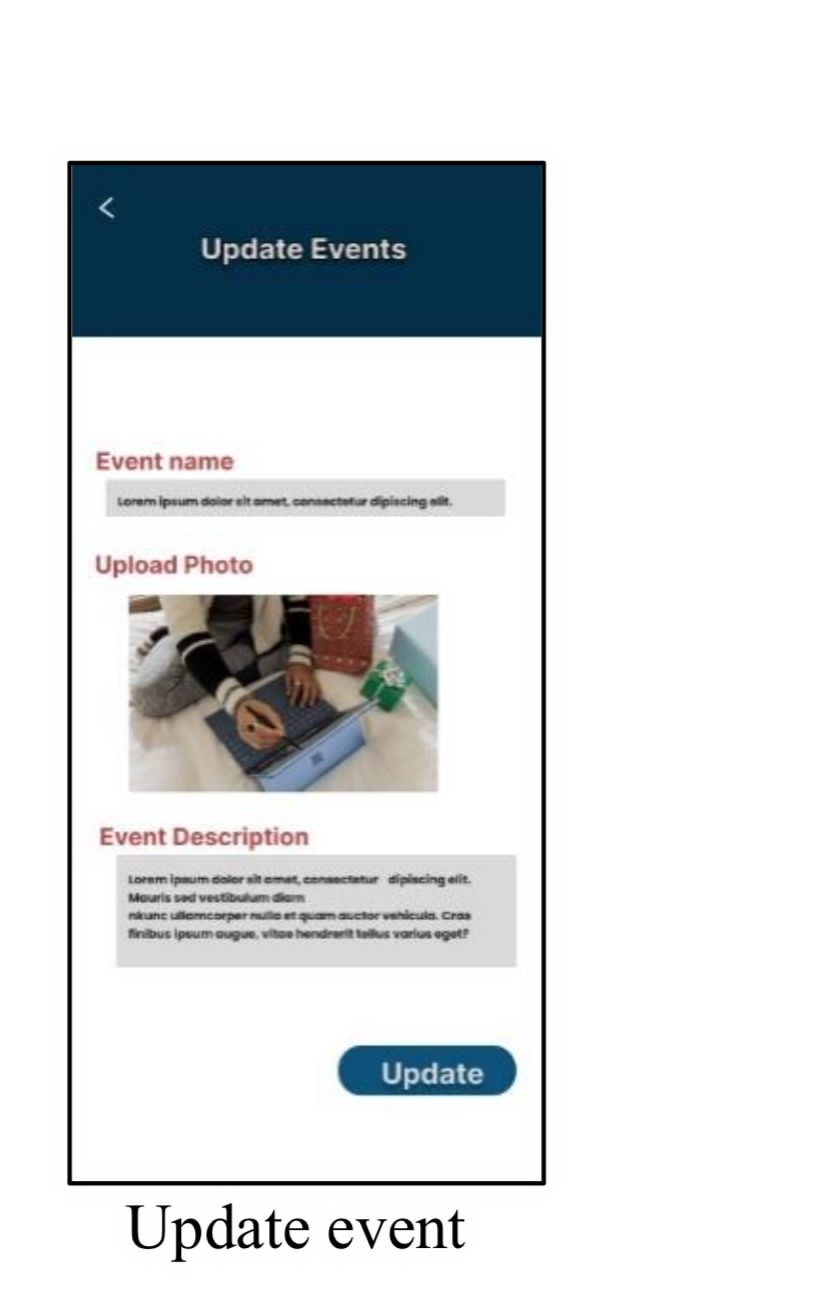 Update Events
Event name
Lorem ipsum dolor sit amet, consectetur dipiscing elit.
Upload Photo
Event Description
Lorem ipsum dolor sit amet, consectetur dipiscing elit.
Mauris sed vestibulum diam
nkunc ullamcorper nulla et quam auctor vehicula. Cras
finibus ipsum augue, vitae hendrerit tellus varius eget?
Update
Update event